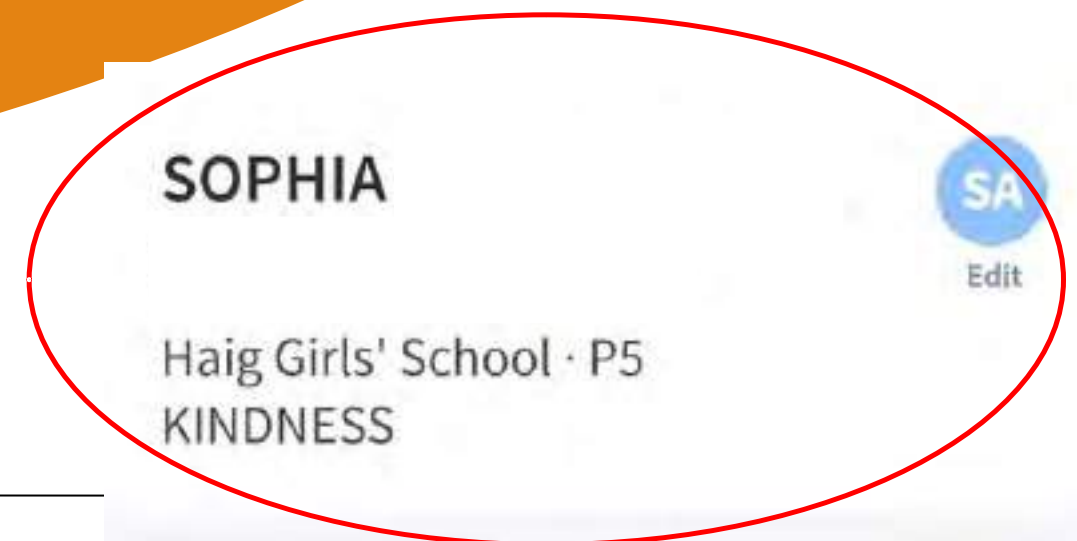 SOPHIA
SA
Edit
Haig Girls' School · P5
KINDNESS